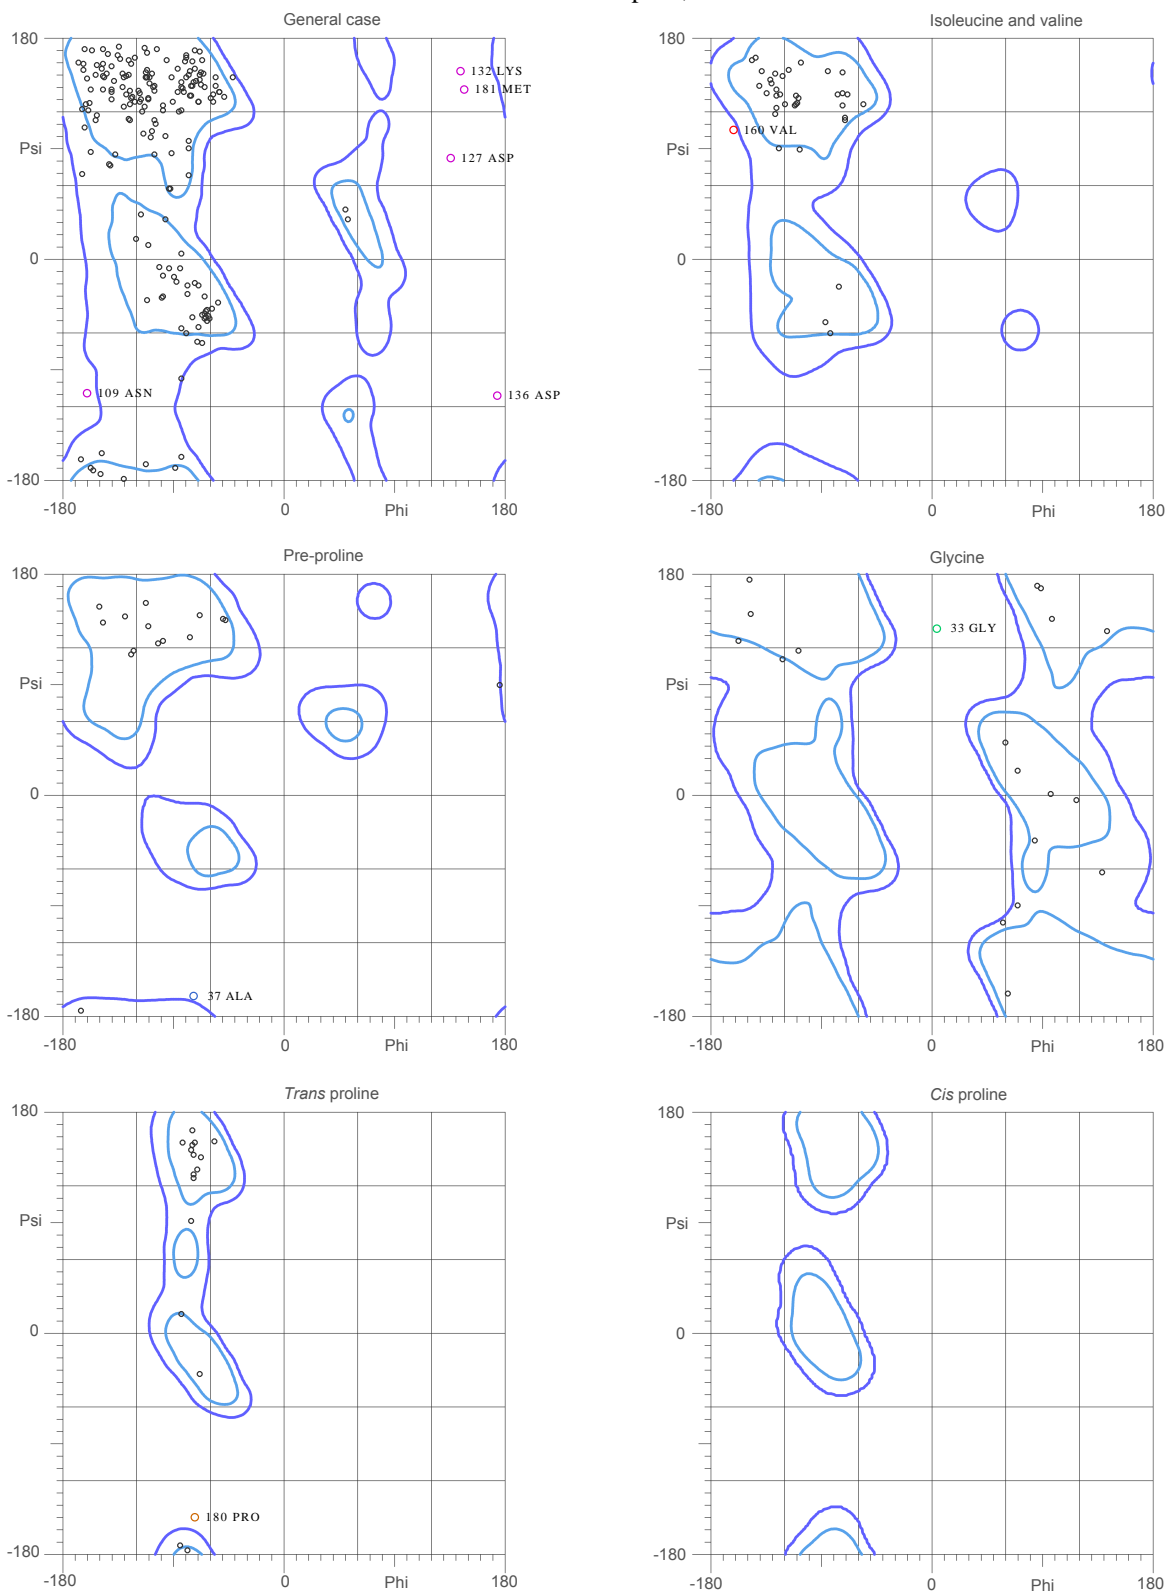 General case
180
Psi
0
-180
-180
0
Phi
180
132 LYS
181 MET
127 ASP
109 ASN
136 ASP
Isoleucine and valine
180
Psi
0
-180
-180
0
Phi
180
160 VAL
Pre-proline
180
Psi
0
-180
-180
0
Phi
180
37 ALA
Glycine
180
Psi
0
-180
-180
0
Phi
180
33 GLY
Trans proline
180
Psi
0
-180
-180
0
Phi
180
180 PRO
Cis proline
180
Psi
0
-180
-180
0
Phi
180